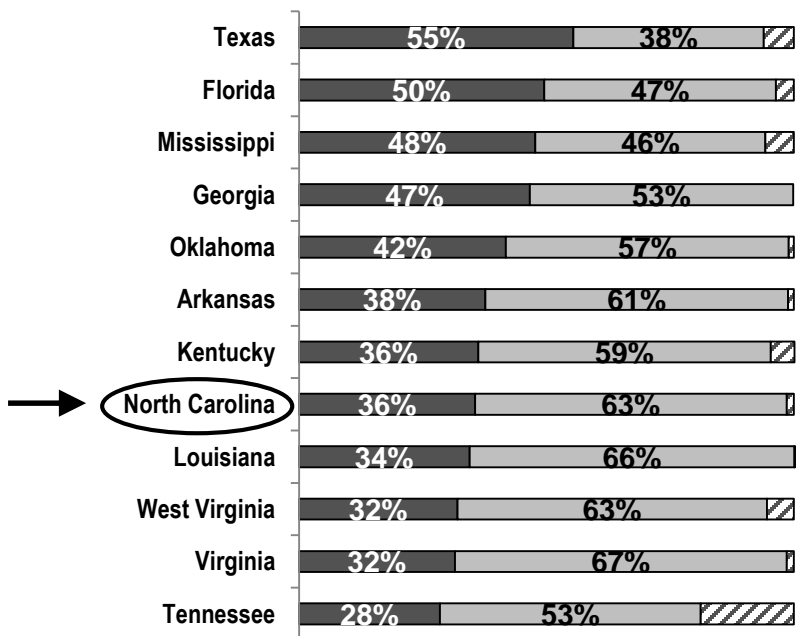 Texas 55% 38%
Florida 50% 47%
Mississippi 48% 46%
Georgia 47% 53%
Oklahoma 42% 57%
Arkansas 38% 61%
Kentucky 36% 59%
North Carolina 36% 63%
Louisiana 34% 66%
West Virginia 32% 63%
Virginia 32% 67%
Tennessee 28% 53%